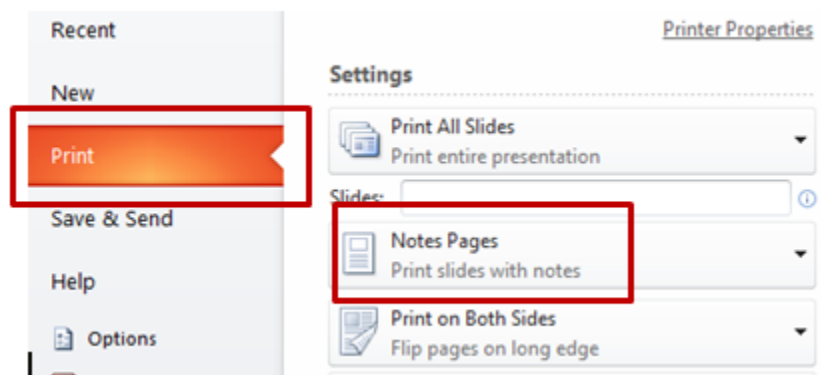 Recent
New
Print
Save & Send
Help
Options
Printer Properties
Settings
Print All Slides
Print entire presentation
Slides:
Notes Pages
Print slides with notes
Print on Both Sides
Flip pages on long edge